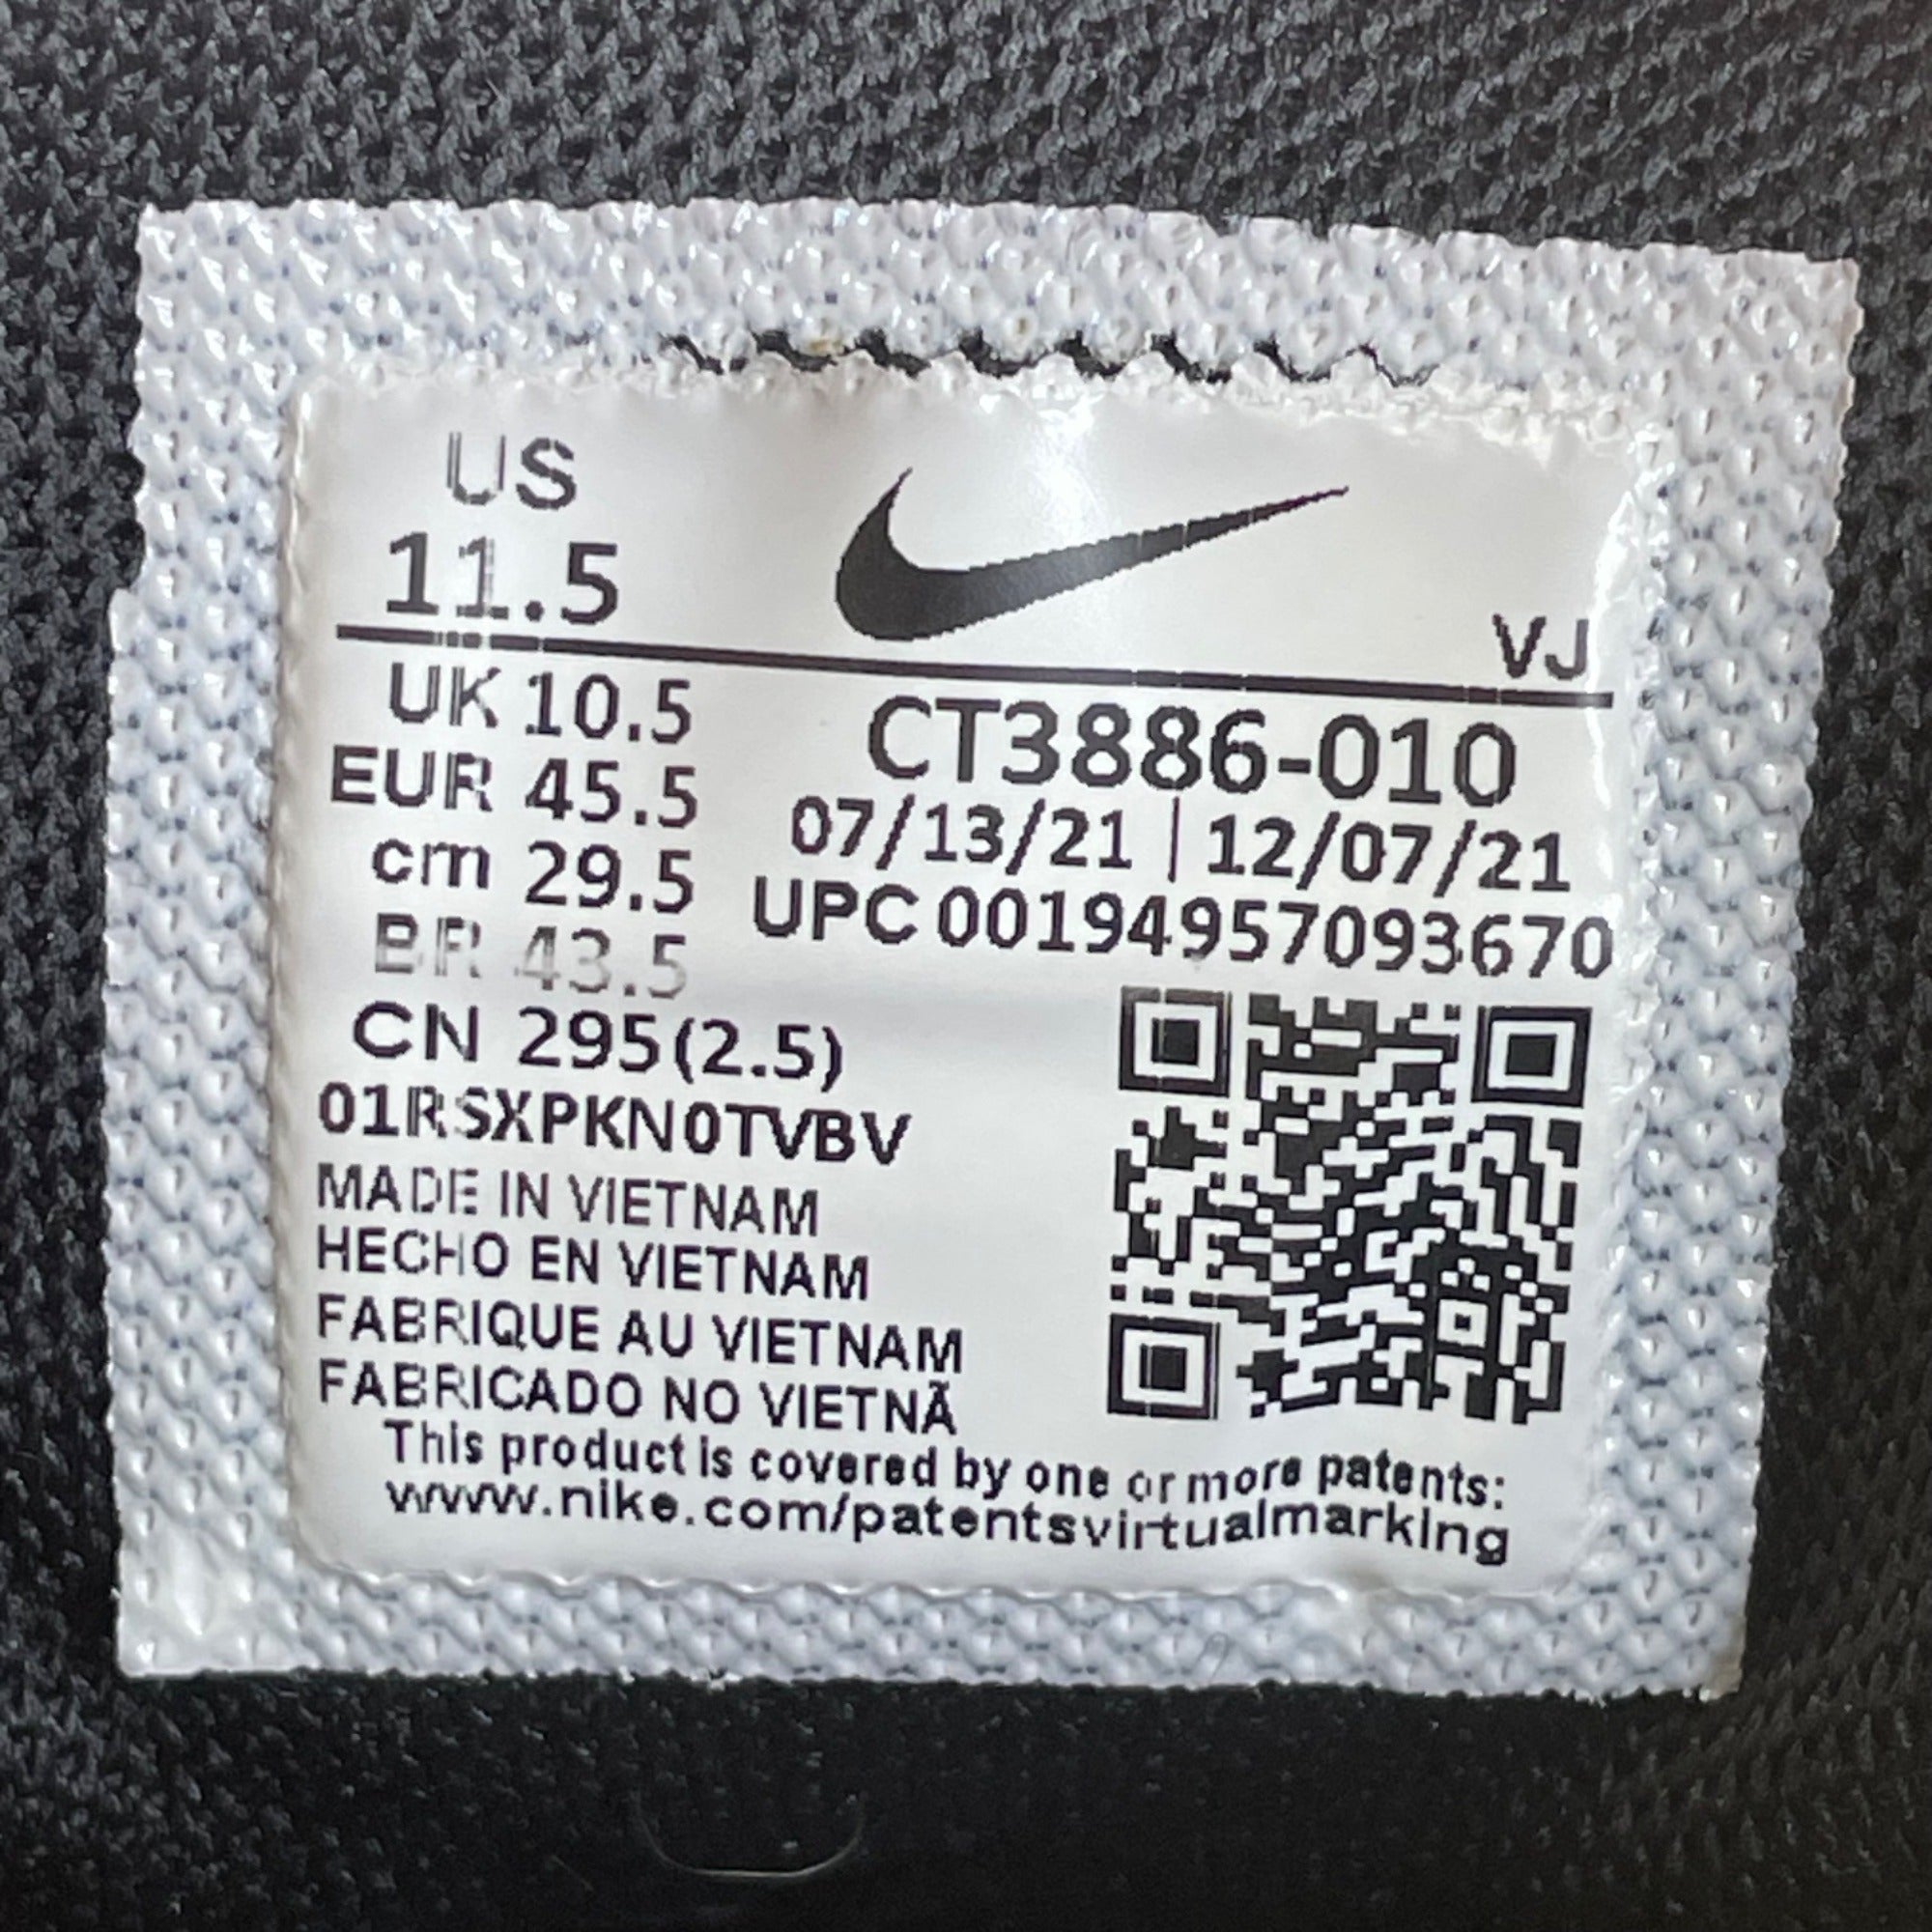 US
11.5
VJ
UK 10.5
EUR 45.5
cm 29.5
BR 43.5
CN 295(2.5)
CT3886-010
07/13/21 | 12/07/21
UPC 00194957093670
01RSXPKN0TVBV
MADE IN VIETNAM
HECHO EN VIETNAM
FABRIQUE AU VIETNAM
FABRICADO NO VIETNÃ
This product is covered by one or more patents:
www.nike.com/patentsvirtualmarking